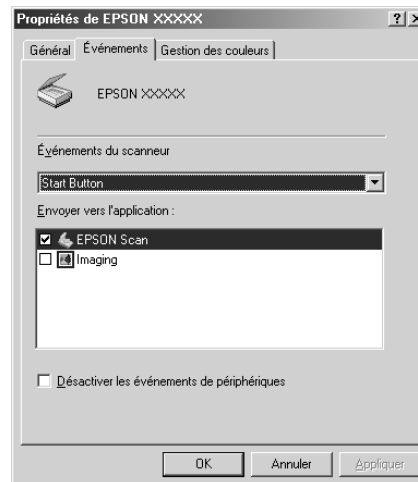 Propriétés de EPSON XXXXX
Général Événements Gestion des couleurs
EPSON XXXXX
Événements du scanneur
Start Button
Envoyer vers l'application :
EPSON Scan
Imaging
Désactiver les événements de périphériques
OK Annuler Appliquer